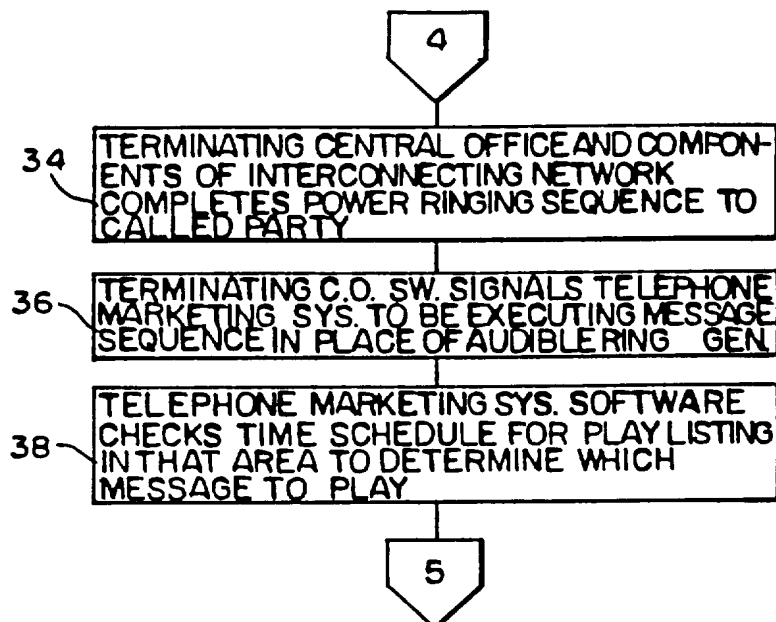 4
34
TERMINATING CENTRAL OFFICE AND COMPON-
ENTS OF INTERCONNECTING NETWORK
COMPLETES POWER RINGING SEQUENCE TO
CALLED PARTY
36
TERMINATING C.O. SW. SIGNALS TELEPHONE
MARKETING SYS. TO BE EXECUTING MESSAGE
SEQUENCE IN PLACE OF AUDIBLE RING GEN.
38
TELEPHONE MARKETING SYS. SOFTWARE
CHECKS TIME SCHEDULE FOR PLAY LISTING
IN THAT AREA TO DETERMINE WHICH
MESSAGE TO PLAY
5